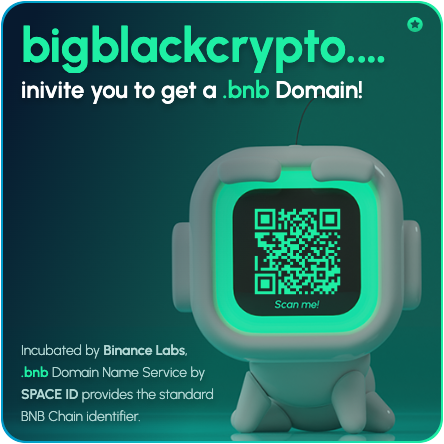 bigblackcrypto....
inivite you to get a .bnb Domain!
Scan me!
Incubated by Binance Labs,
.bnb Domain Name Service by
SPACE ID provides the standard
BNB Chain identifier.